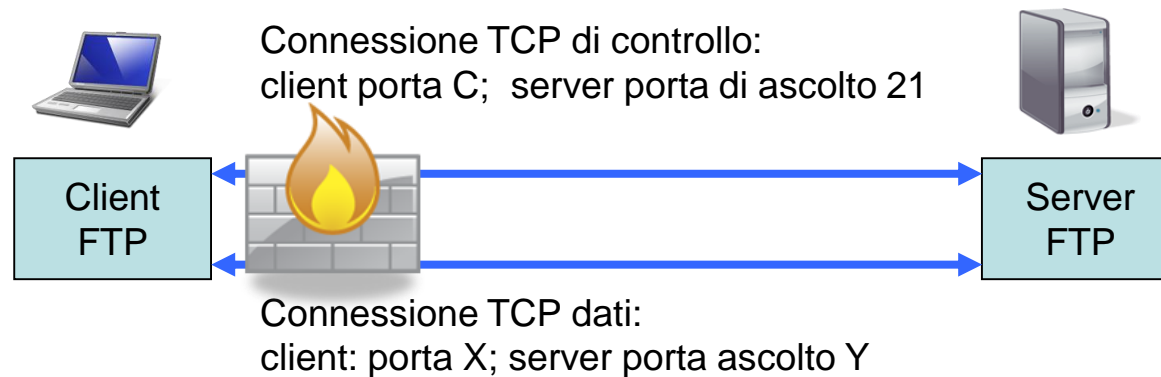 Connessione TCP di controllo:
client porta C; server porta di ascolto 21
Client
FTP
Server
FTP
Connessione TCP dati:
client: porta X; server porta ascolto Y